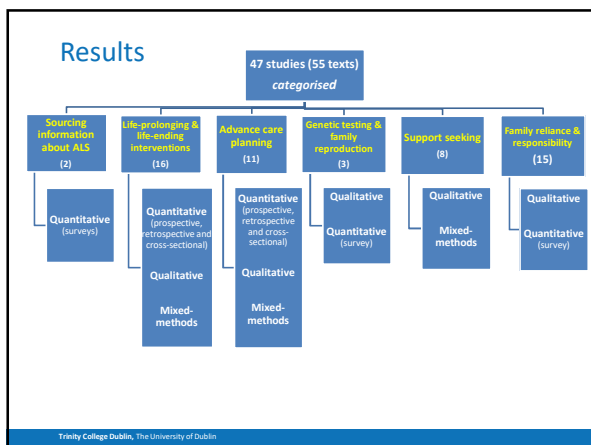 Results
47 studies (55 texts)
categorised
Sourcing
information
about ALS
(2)
Life-prolonging &
life-ending
interventions
(16)
Advance care
planning
(11)
Genetic testing &
family
reproduction
(3)
Support seeking
(8)
Family reliance &
responsibility
(15)
Quantitative
(surveys)
Quantitative
(prospective,
retrospective and
cross-sectional)
Qualitative
Mixed-
methods
Quantitative
(prospective,
retrospective
and cross-
sectional)
Qualitative
Mixed-
methods
Qualitative
Quantitative
(survey)
Qualitative
Mixed-
methods
Qualitative
Quantitative
(survey)
Trinity College Dublin, The University of Dublin